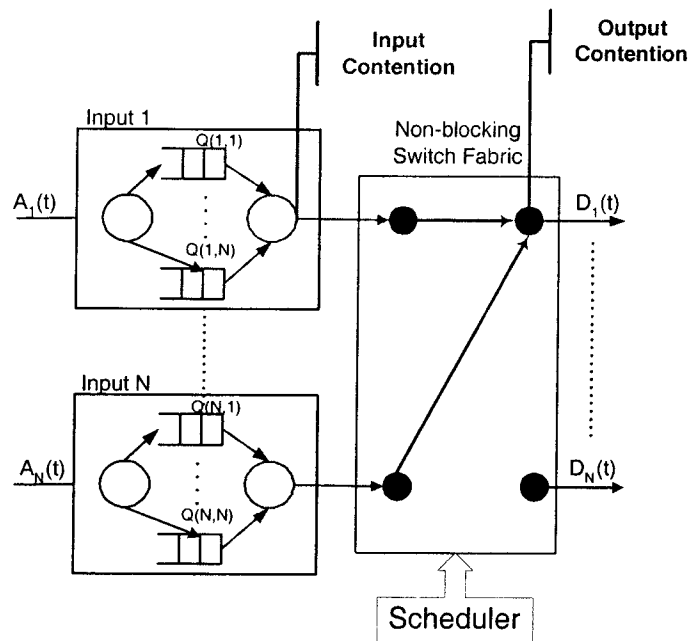 Input
Contention
Output
Contention
Input 1
Non-blocking
Switch Fabric
Q(1,1)
A1(t)
D1(t)
Q(1,N)
Input N
Q(N,1)
AN(t)
DN(t)
Q(N,N)
Scheduler